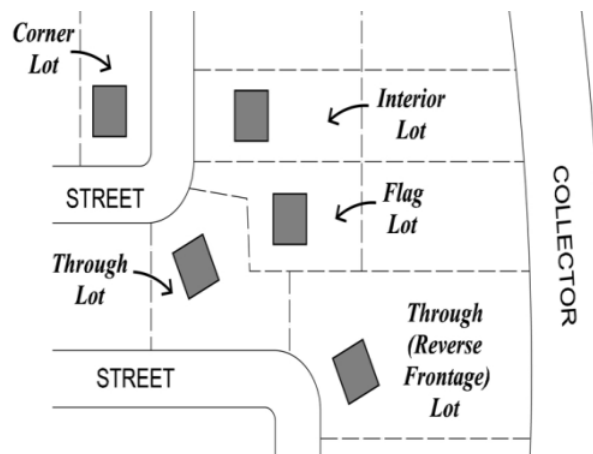 Corner
Lot
Interior
Lot
STREET
Flag
Lot
COLLECTOR
Through
Lot
Through
(Reverse
Frontage)
Lot
STREET